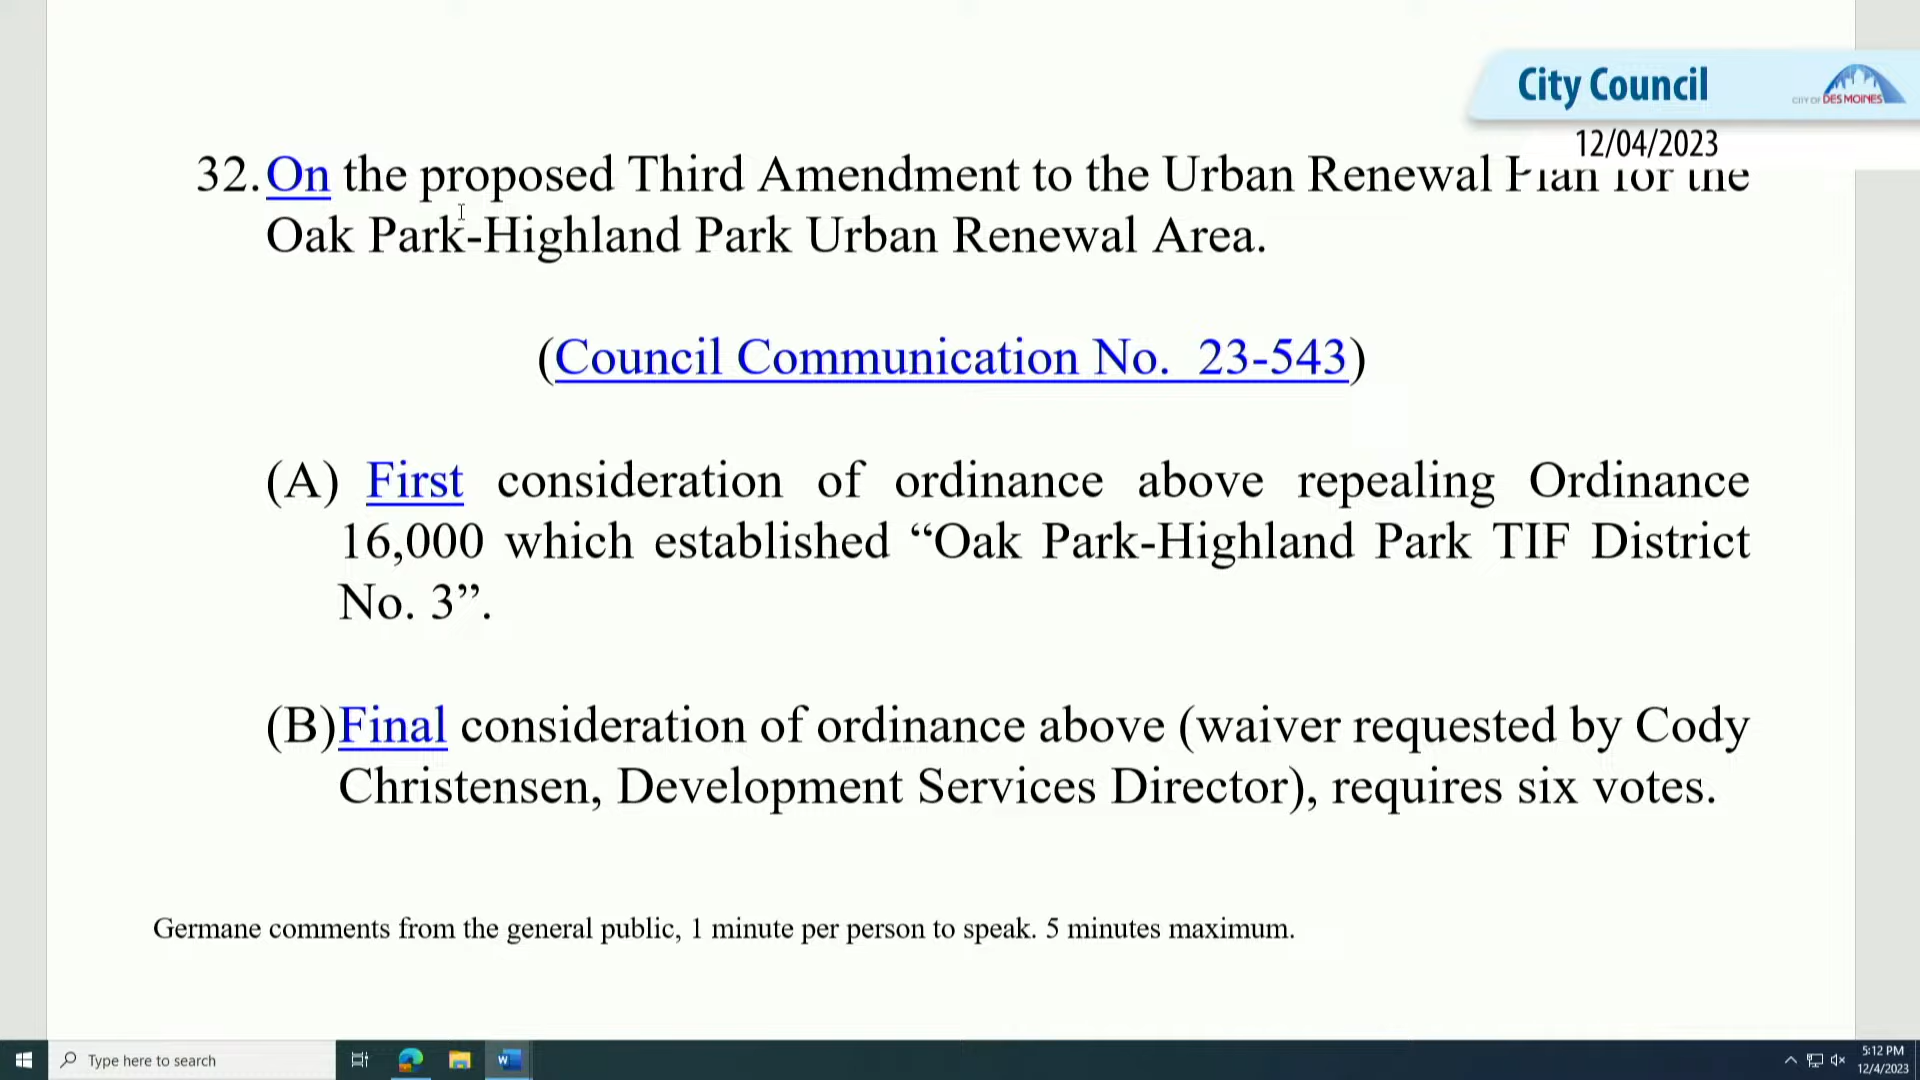 City Council
CITY OF DES MOINES
12/04/2023
32. On the proposed Third Amendment to the Urban Renewal Plan for the
Oak Park-Highland Park Urban Renewal Area.
(Council Communication No. 23-543)
(A) First consideration of ordinance above repealing Ordinance
16,000 which established “Oak Park-Highland Park TIF District
No. 3”.
(B) Final consideration of ordinance above (waiver requested by Cody
Christensen, Development Services Director), requires six votes.
Germane comments from the general public, 1 minute per person to speak. 5 minutes maximum.
Type here to search
5:12 PM
12/4/2023